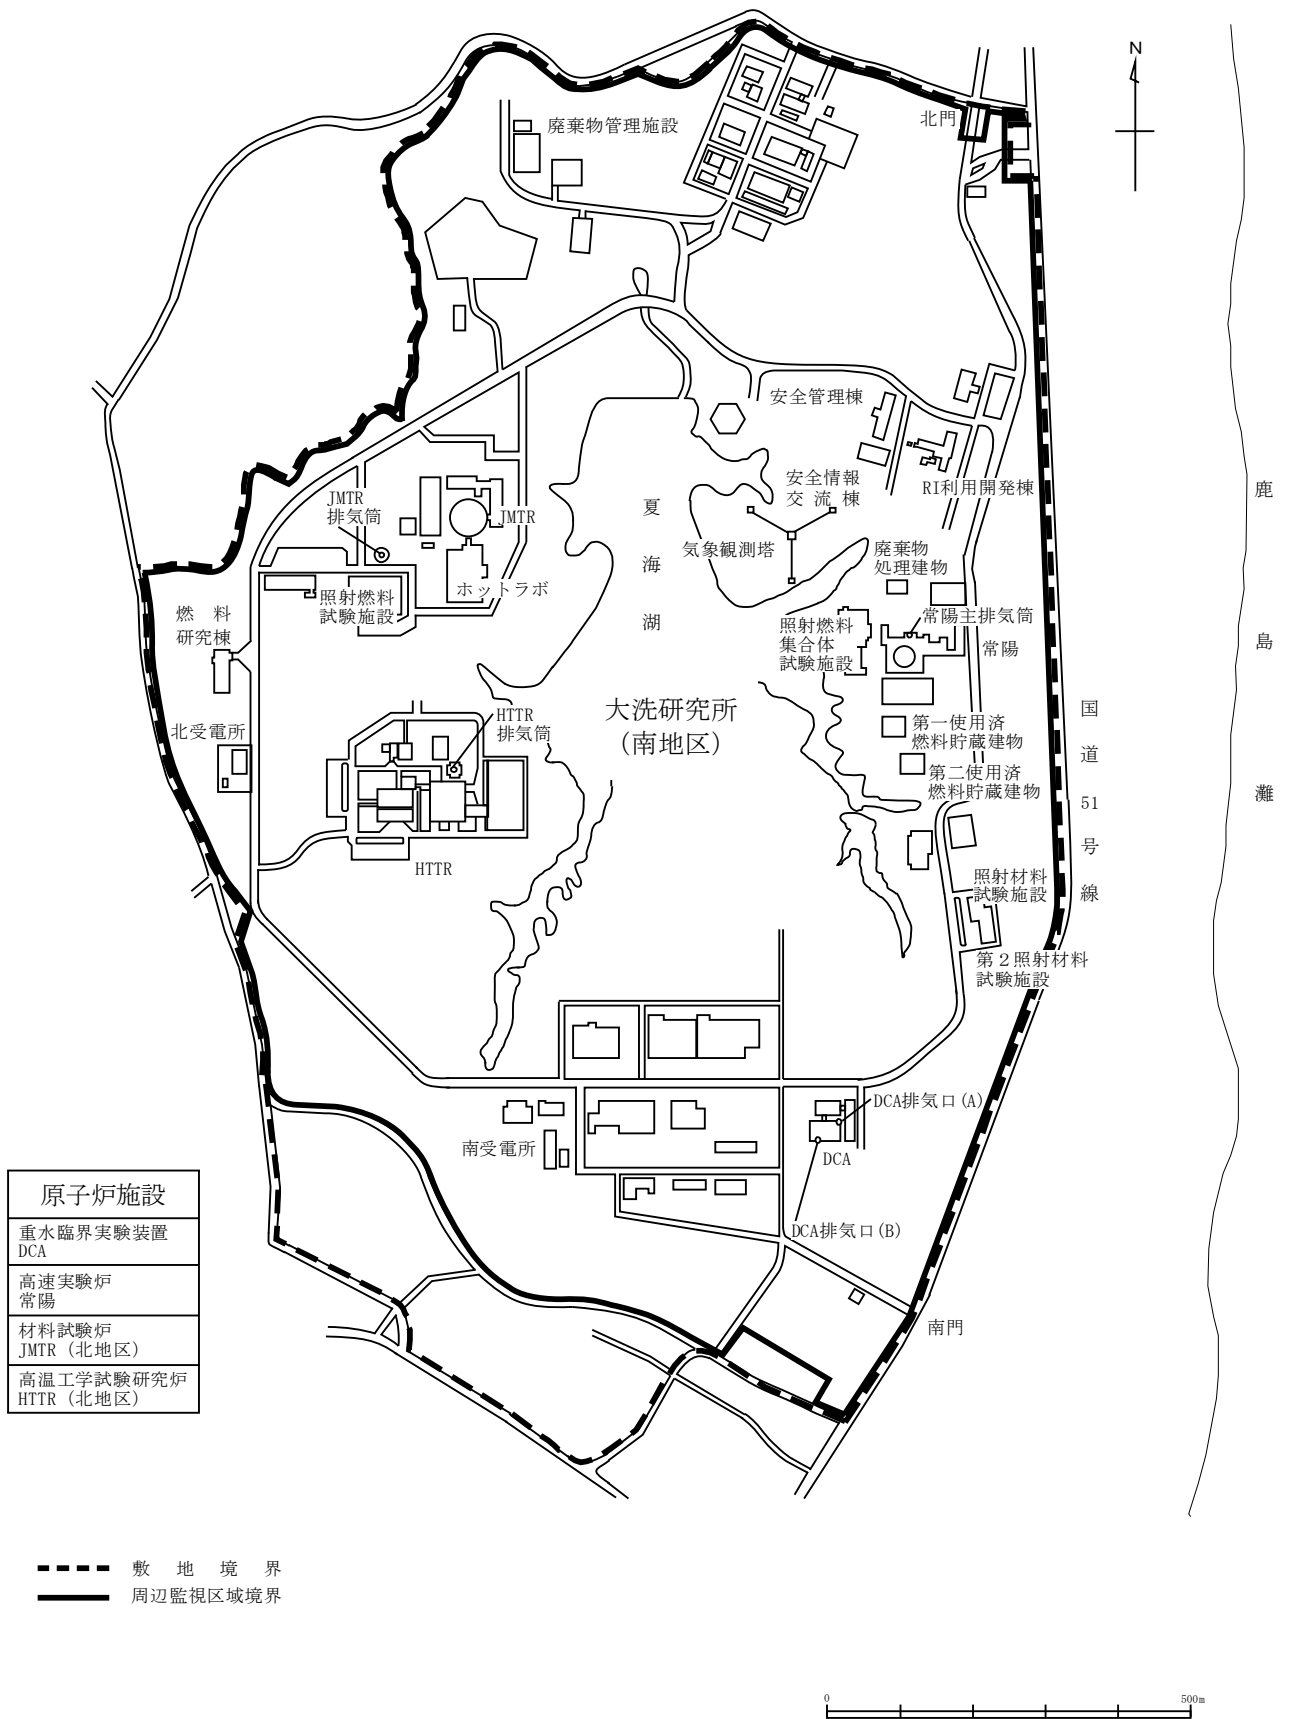 N
北門
廃棄物管理施設
安全管理棟
RI利用開発棟
安全情報
交 流 棟
JMTR
排気筒
JMTR
夏
海
湖
鹿
島
灘
気象観測塔
廃棄物
処理建物
ホットラボ
照射燃料
試験施設
燃　料
研究棟
照射燃料
集合体
試験施設
常陽主排気筒
常陽
大洗研究所
(南地区)
HTTR
排気筒
北受電所
第一使用済
燃料貯蔵建物
第二使用済
燃料貯蔵建物
国
道
51
号
線
HTTR
照射材料
試験施設
第２照射材料
試験施設
DCA排気口(A)
南受電所
DCA
DCA排気口(B)
南門
原子炉施設
重水臨界実験装置
DCA
高速実験炉
常陽
材料試験炉
JMTR (北地区)
高温工学試験研究炉
HTTR (北地区)
敷　地　境　界
周辺監視区域境界
0
500m